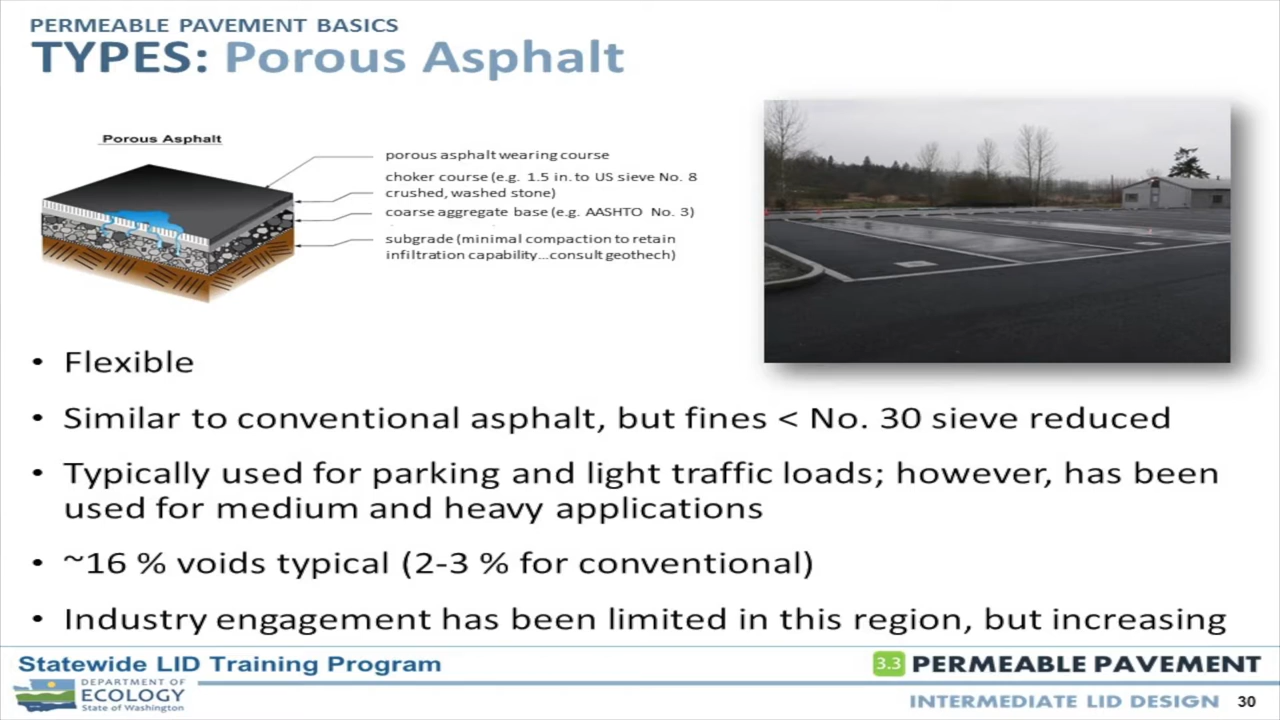 PERMEABLE PAVEMENT BASICS
TYPES: Porous Asphalt
Porous Asphalt
porous asphalt wearing course
choker course (e.g. 1.5 in. to US sieve No. 8
crushed, washed stone)
coarse aggregate base (e.g. AASHTO No. 3)
subgrade (minimal compaction to retain
infiltration capability...consult geothech)
• Flexible
• Similar to conventional asphalt, but fines < No. 30 sieve reduced
• Typically used for parking and light traffic loads; however, has been
used for medium and heavy applications
• ~16 % voids typical (2-3 % for conventional)
• Industry engagement has been limited in this region, but increasing
Statewide LID Training Program
3.3 PERMEABLE PAVEMENT
DEPARTMENT OF
ECOLOGY
State of Washington
INTERMEDIATE LID DESIGN 30